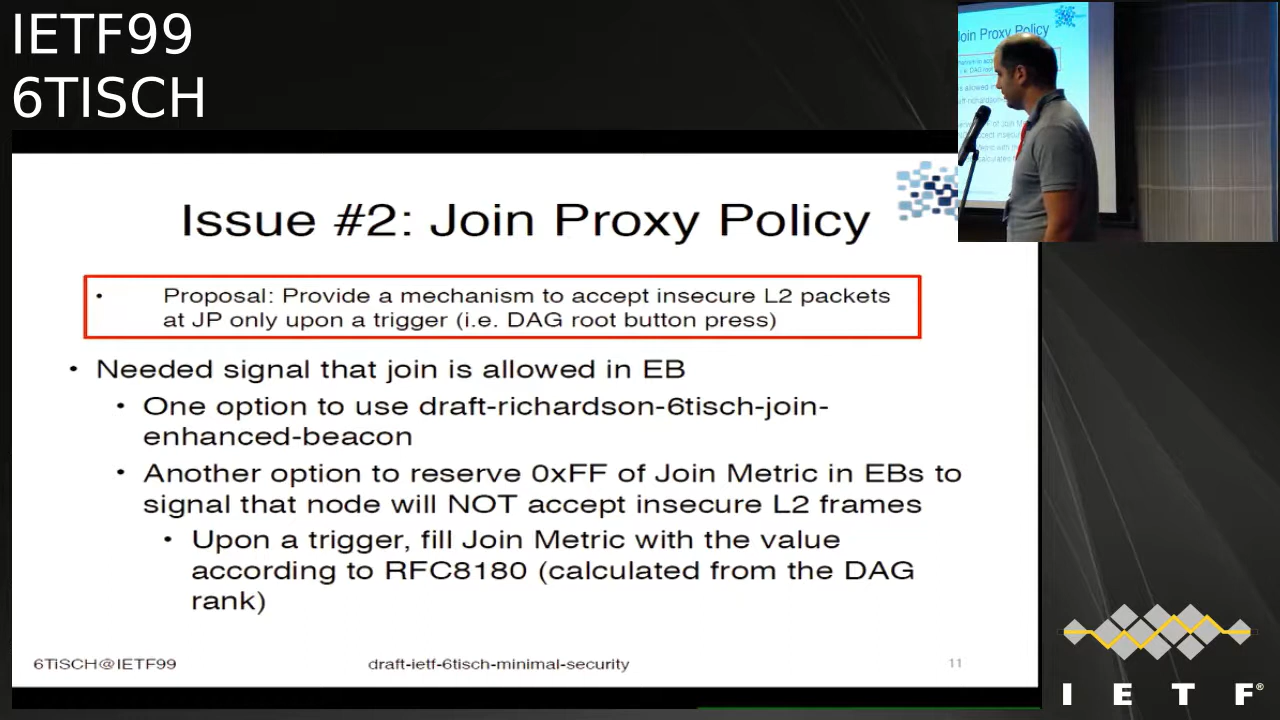 IETF99
6TISCH
Issue #2: Join Proxy Policy
• Proposal: Provide a mechanism to accept insecure L2 packets
at JP only upon a trigger (i.e. DAG root button press)
• Needed signal that join is allowed in EB
• One option to use draft-richardson-6tisch-join-
enhanced-beacon
• Another option to reserve 0xFF of Join Metric in EBs to
signal that node will NOT accept insecure L2 frames
• Upon a trigger, fill Join Metric with the value
according to RFC8180 (calculated from the DAG
rank)
6TiSCH@IETF99
draft-ietf-6tisch-minimal-security
11
Join Proxy Policy
I E T F®